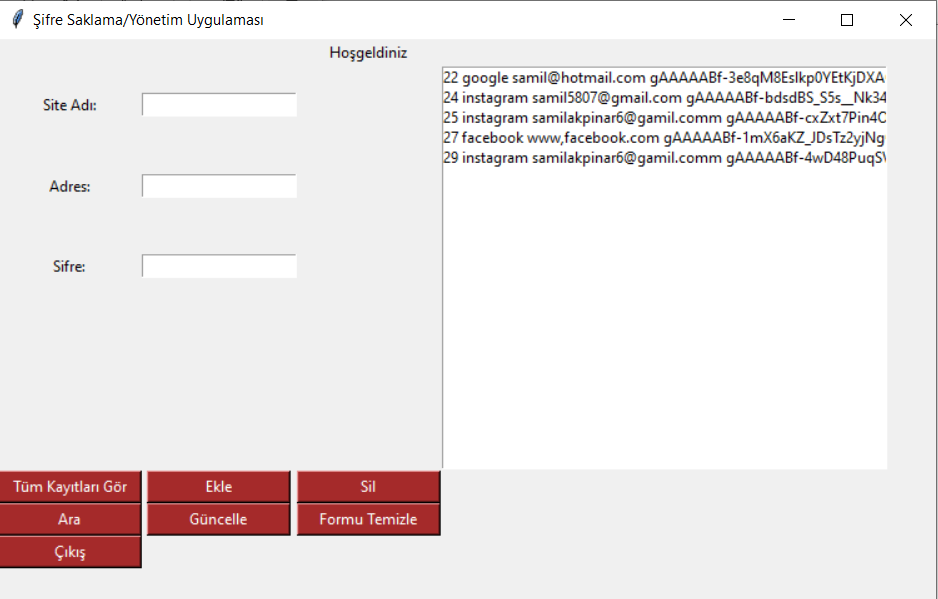 Şifre Saklama/Yönetim Uygulaması
Hoşgeldiniz
Site Adı:
Adres:
Sifre:
22 google samil@hotmail.com gAAAAABf-3e8qM8Eslkp0YEtKjDXA
24 instagram samil5807@gmail.com gAAAAABf-bdsdBS_S5s__Nk34
25 instagram samilakpinar6@gamil.comm gAAAAABf-cxZxt7Pin4C
27 facebook www,facebook.com gAAAAABf-1mX6aKZ_JDsTz2yjNg
29 instagram samilakpinar6@gamil.comm gAAAAABf-4wD48PuqSV
Tüm Kayıtları Gör Ekle Sil
Ara Güncelle Formu Temizle
Çıkış